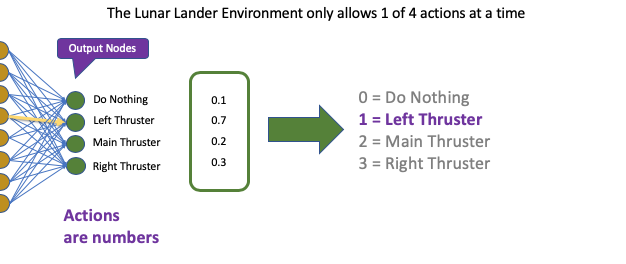 The Lunar Lander Environment only allows 1 of 4 actions at a time
Output Nodes
Do Nothing
Left Thruster
Main Thruster
Right Thruster
0.1
0.7
0.2
0.3
0 = Do Nothing
1 = Left Thruster
2 = Main Thruster
3 = Right Thruster
Actions
are numbers